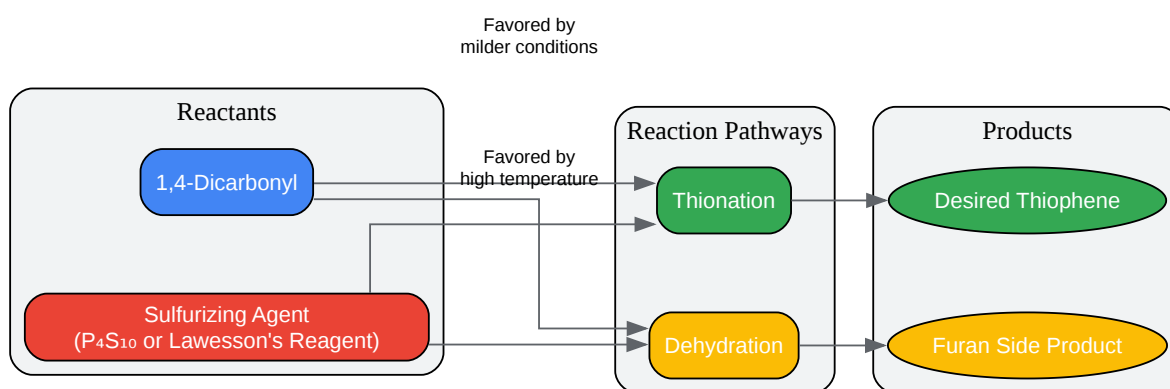 Favored by
milder conditions
Reactants
1,4-Dicarbonyl
Sulfurizing Agent
(P₄S₁₀ or Lawesson's Reagent)
Favored by
high temperature
Reaction Pathways
Thionation
Dehydration
Products
Desired Thiophene
Furan Side Product